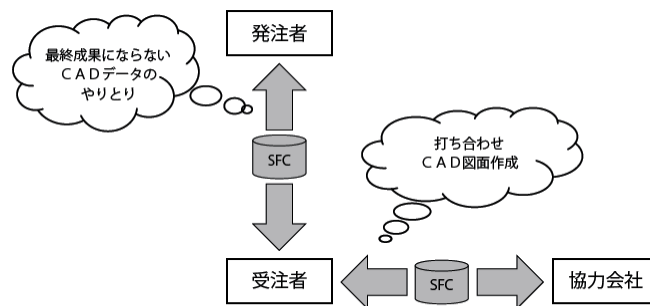 発注者
最終成果にならない
ＣＡＤデータの
やりとり
SFC
打ち合わせ
ＣＡＤ図面作成
受注者
SFC
協力会社